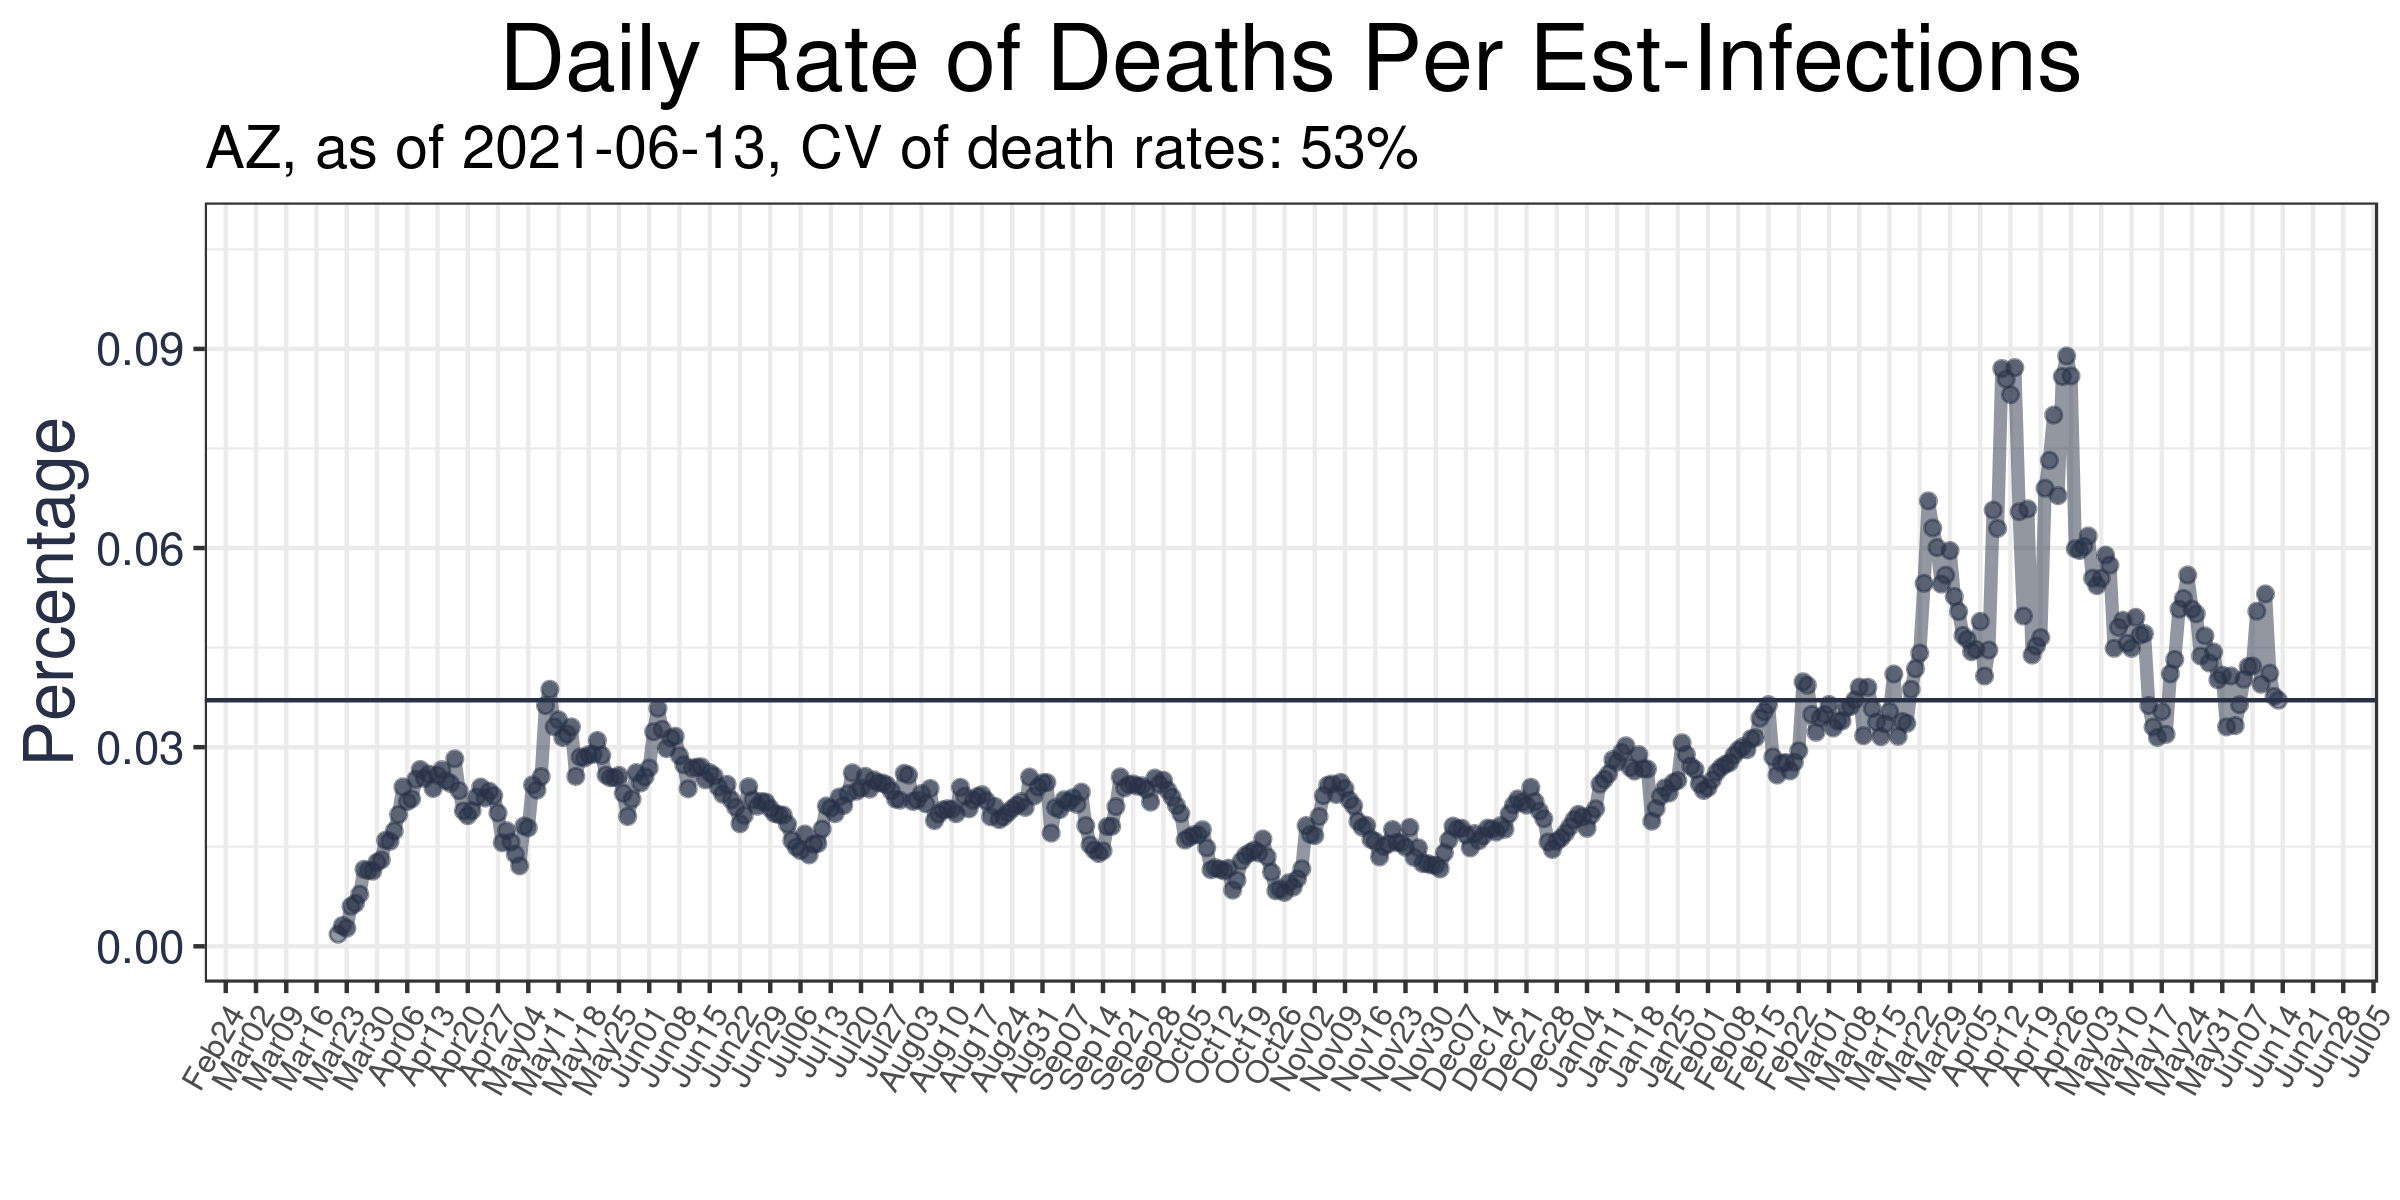 Daily Rate of Deaths Per Est-Infections
AZ, as of 2021-06-13, CV of death rates: 53%
Percentage
0.09
0.06
0.03
0.00
Feb24
Mar02
Mar09
Mar16
Mar23
Mar30
Apr06
Apr13
Apr20
Apr27
May04
May11
May18
May25
Jun01
Jun08
Jun15
Jun22
Jun29
Jul06
Jul13
Jul20
Jul27
Aug03
Aug10
Aug17
Aug24
Aug31
Sep07
Sep14
Sep21
Sep28
Oct05
Oct12
Oct19
Oct26
Nov02
Nov09
Nov16
Nov23
Nov30
Dec07
Dec14
Dec21
Dec28
Jan04
Jan11
Jan18
Jan25
Feb01
Feb08
Feb15
Feb22
Mar01
Mar08
Mar15
Mar22
Mar29
Apr05
Apr12
Apr19
Apr26
May03
May10
May17
May24
May31
Jun07
Jun14
Jun21
Jun28
Jul05